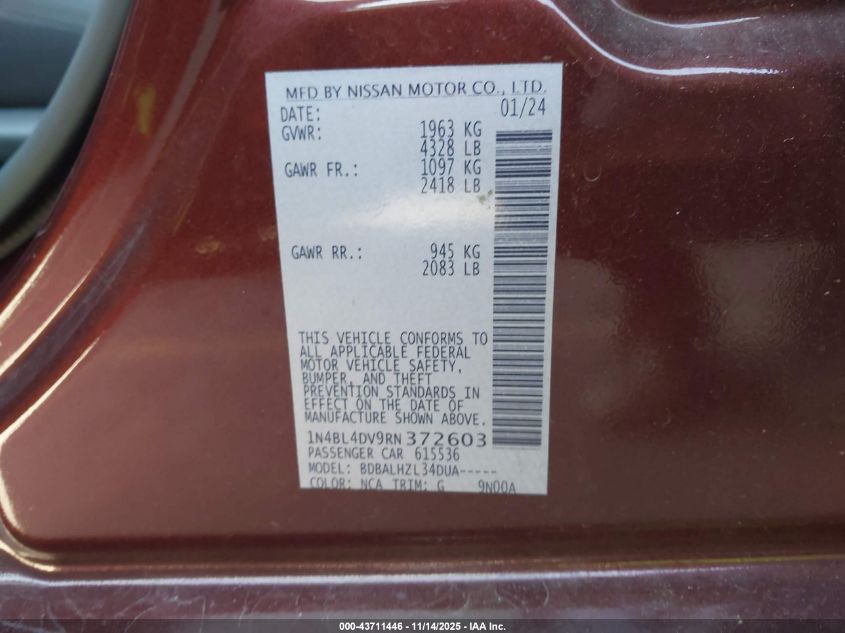 MFD BY NISSAN MOTOR CO., LTD.
DATE: 01/24
GVWR: 1963 KG
4328 LB
GAWR FR.: 1097 KG
2418 LB
GAWR RR.: 945 KG
2083 LB
THIS VEHICLE CONFORMS TO
ALL APPLICABLE FEDERAL
MOTOR VEHICLE SAFETY,
BUMPER, AND THEFT
PREVENTION STANDARDS IN
EFFECT ON THE DATE OF
MANUFACTURE SHOWN ABOVE.
1N4BL4DV9RN372603
PASSENGER CAR 615536
MODEL: BDBALHZL34DUA-----
COLOR: NCA TRIM: G 9N00A
000-43711446 - 11/14/2025 - IAA Inc.